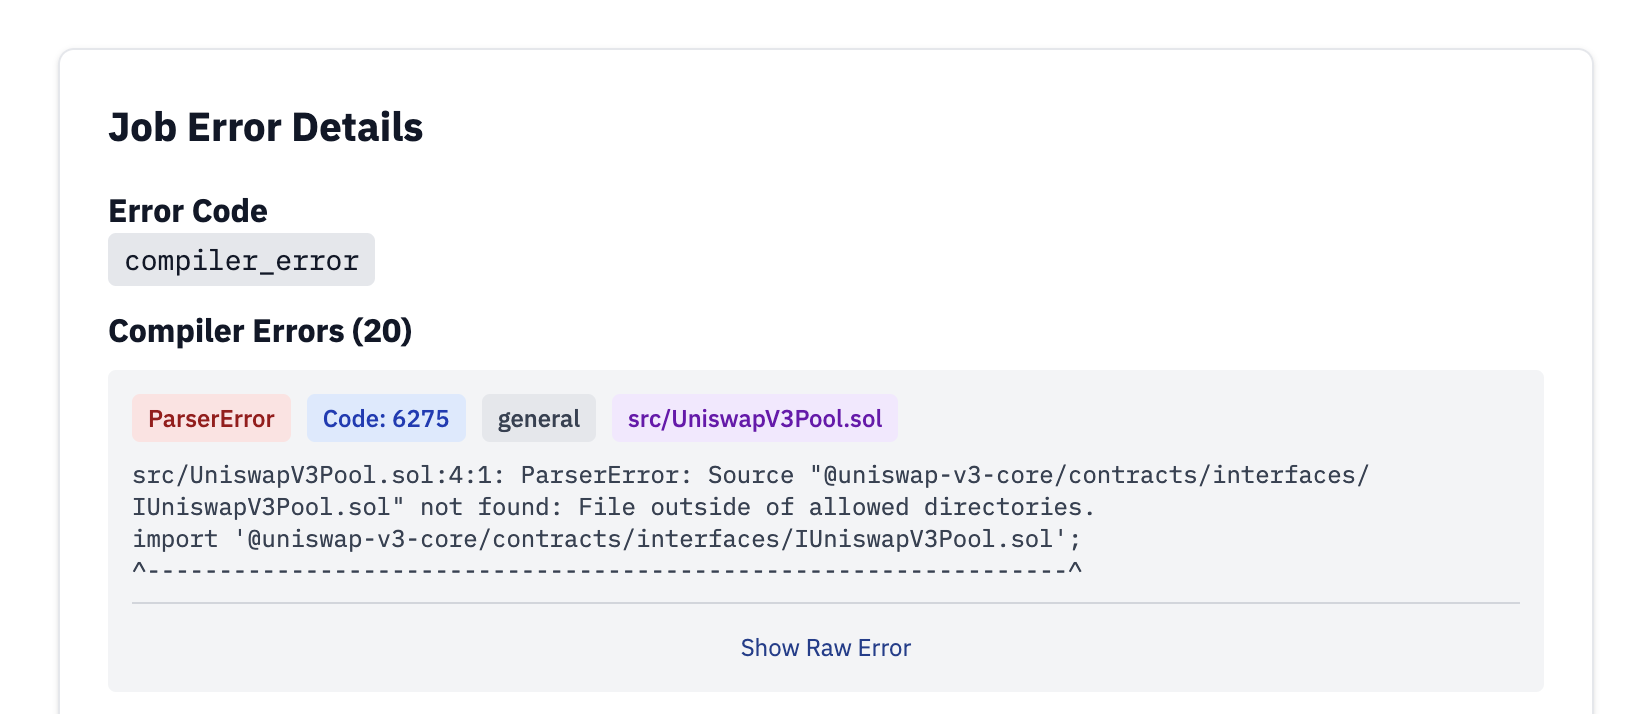 Job Error Details
Error Code
compiler_error
Compiler Errors (20)
ParserError Code: 6275 general src/UniswapV3Pool.sol
src/UniswapV3Pool.sol:4:1: ParserError: Source "@uniswap-v3-core/contracts/interfaces/
IUniswapV3Pool.sol" not found: File outside of allowed directories.
import '@uniswap-v3-core/contracts/interfaces/IUniswapV3Pool.sol';
^----------------------------------------------------------------^
Show Raw Error